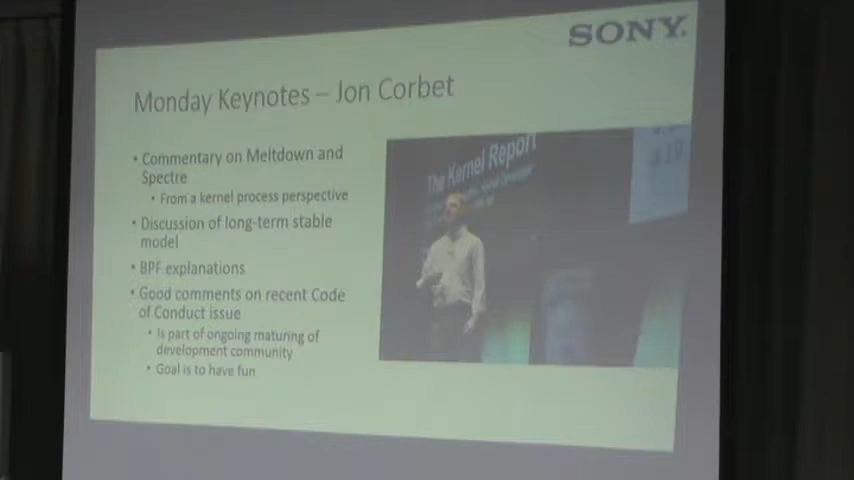 SONY.
Monday Keynotes – Jon Corbet
• Commentary on Meltdown and
Spectre
• From a kernel process perspective
• Discussion of long-term stable
model
• BPF explanations
• Good comments on recent Code
of Conduct issue
• Is part of ongoing maturing of
development community
• Goal is to have fun
The Kernel Report
4.19